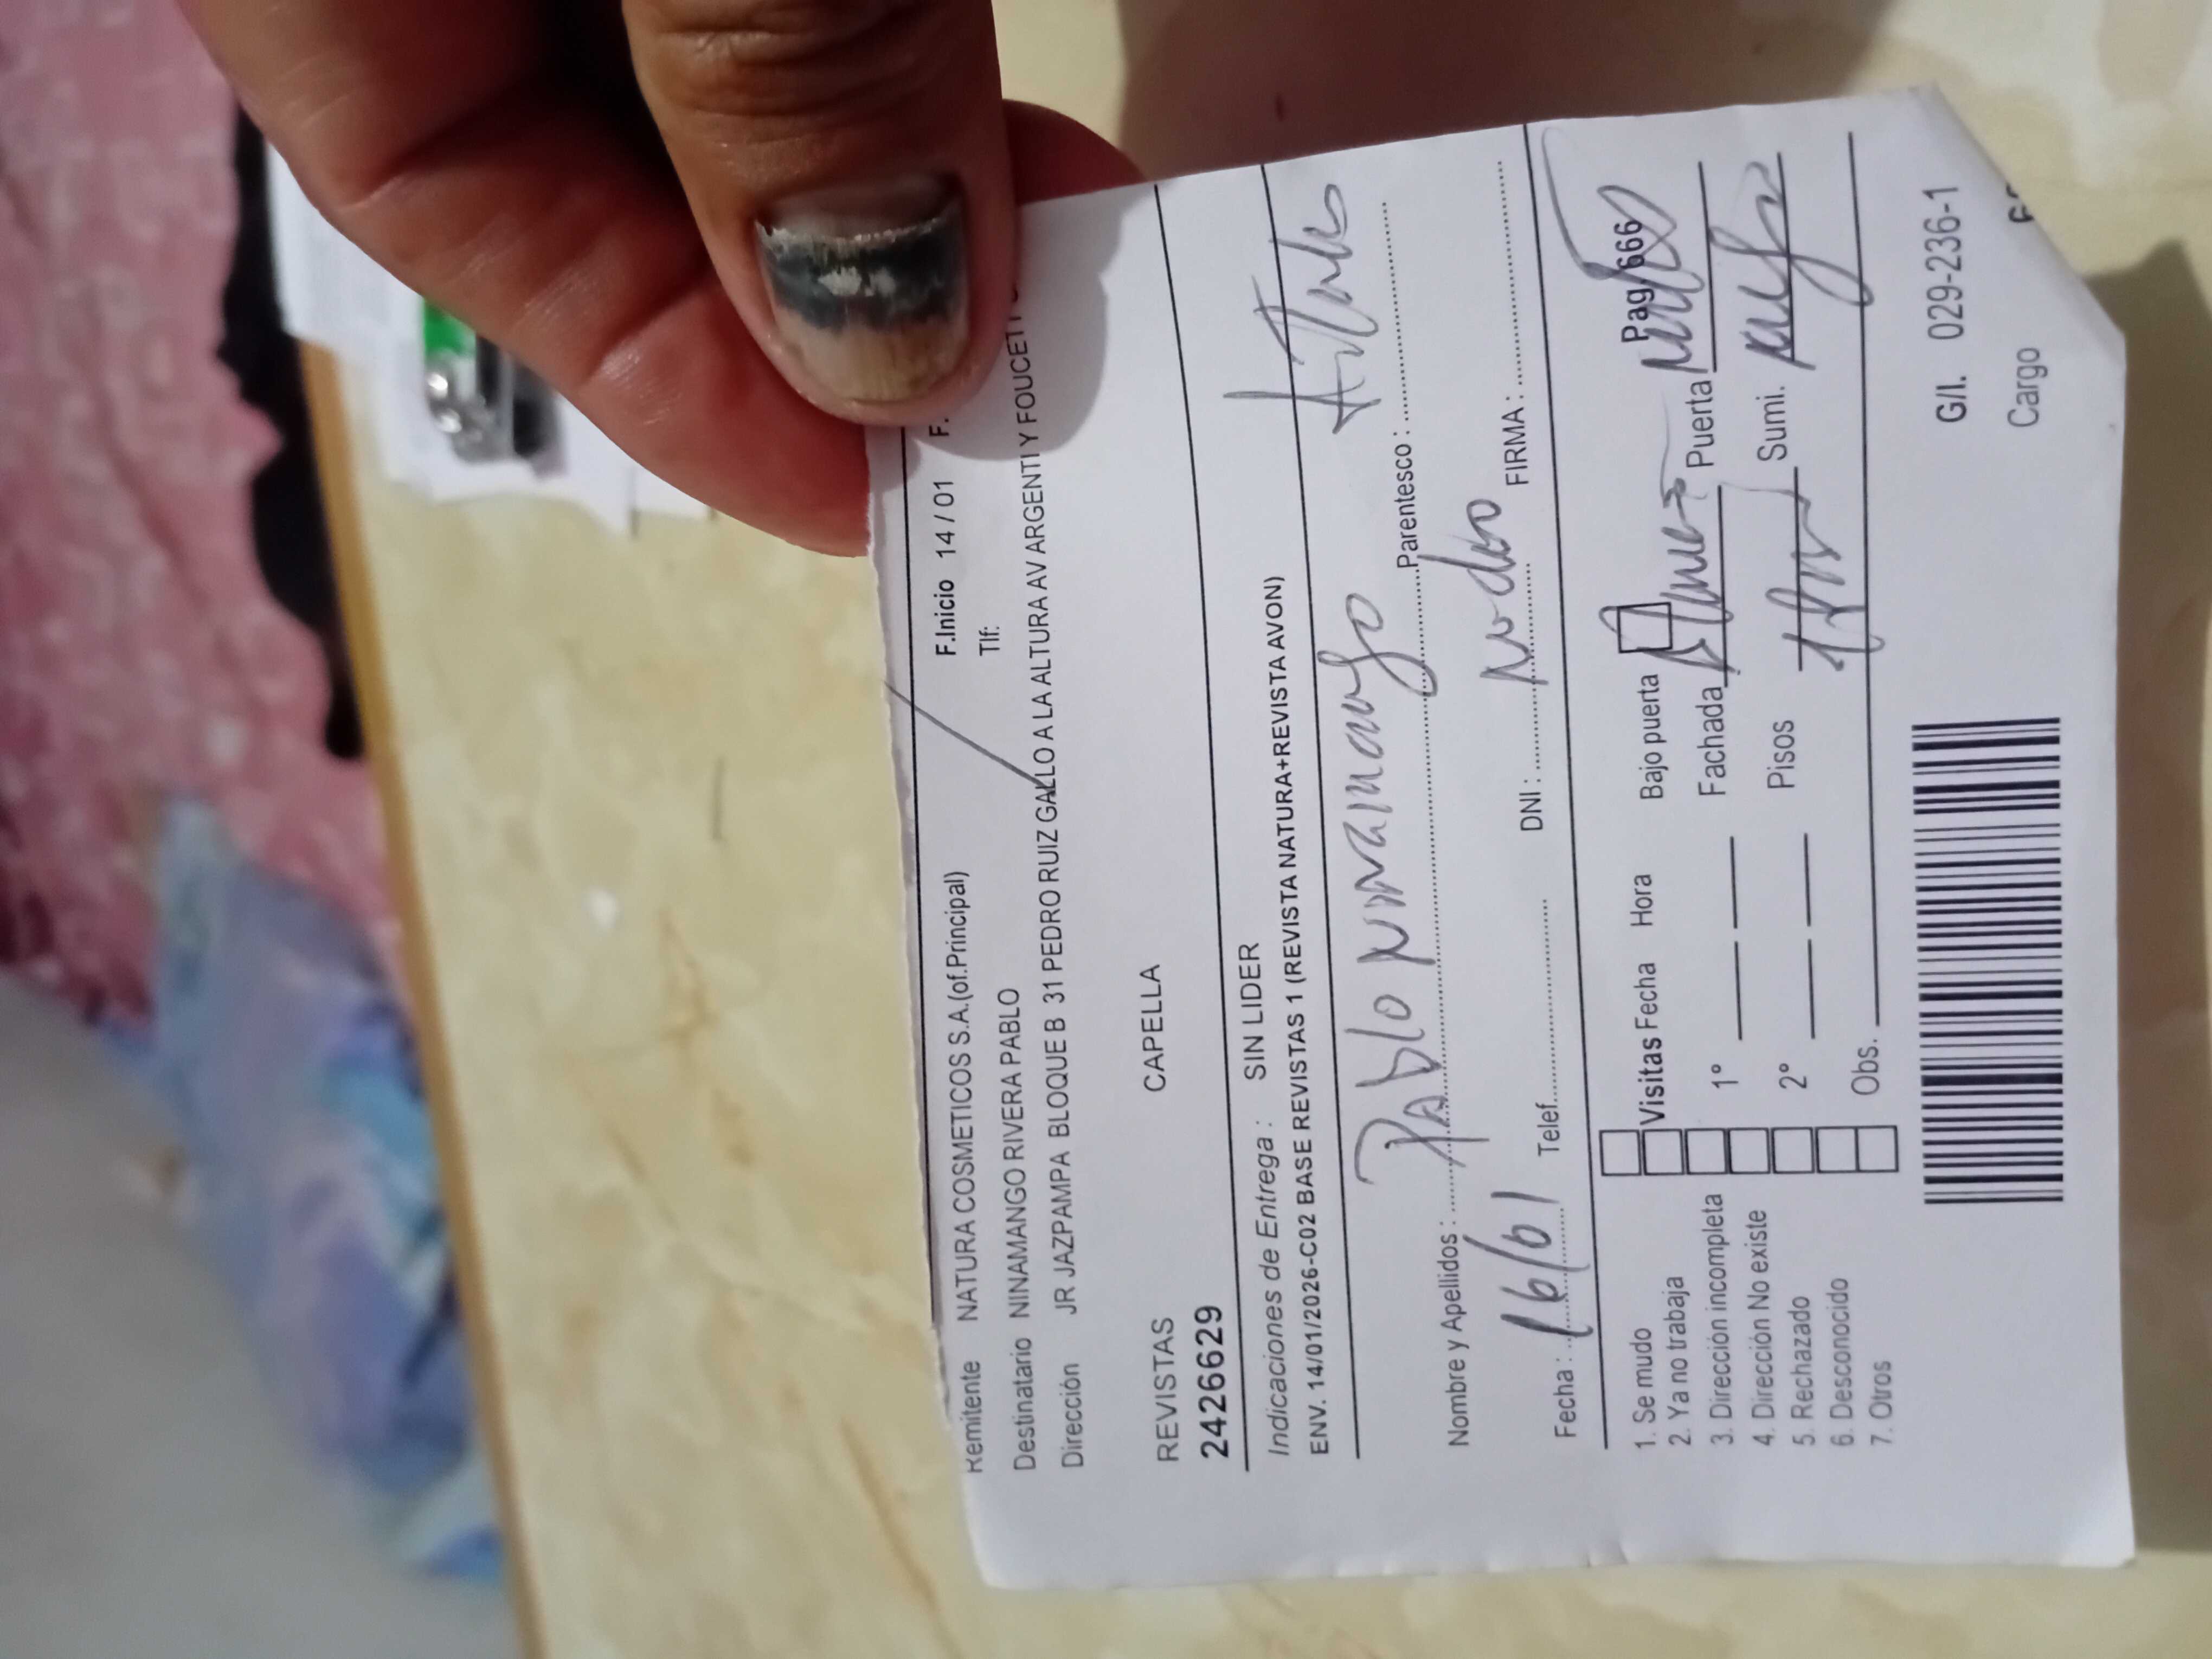 F.Inicio 14 / 01 F.
Remitente NATURA COSMETICOS S.A.(of.Principal) Tlf:
Destinatario NINAMANGO RIVERA PABLO
Dirección JR JAZPAMPA BLOQUE B 31 PEDRO RUIZ GALLO A LA ALTURA AV ARGENTI Y FOUCETT
REVISTAS CAPELLA
2426629
Indicaciones de Entrega : SIN LIDER
ENV. 14/01/2026-C02 BASE REVISTAS 1 (REVISTA NATURA+REVISTA AVON)
Nombre y Apellidos : Pablo Ninamango Parentesco :
Fecha : 16/01 Telef. DNI : FIRMA :
Pag 666
1. Se mudo Visitas Fecha Hora Bajo puerta
2. Ya no trabaja
3. Dirección incompleta 1° Fachada Puerta
4. Dirección No existe
5. Rechazado 2° Pisos Sumi.
6. Desconocido
7. Otros Obs.
G/I. 029-236-1
Cargo